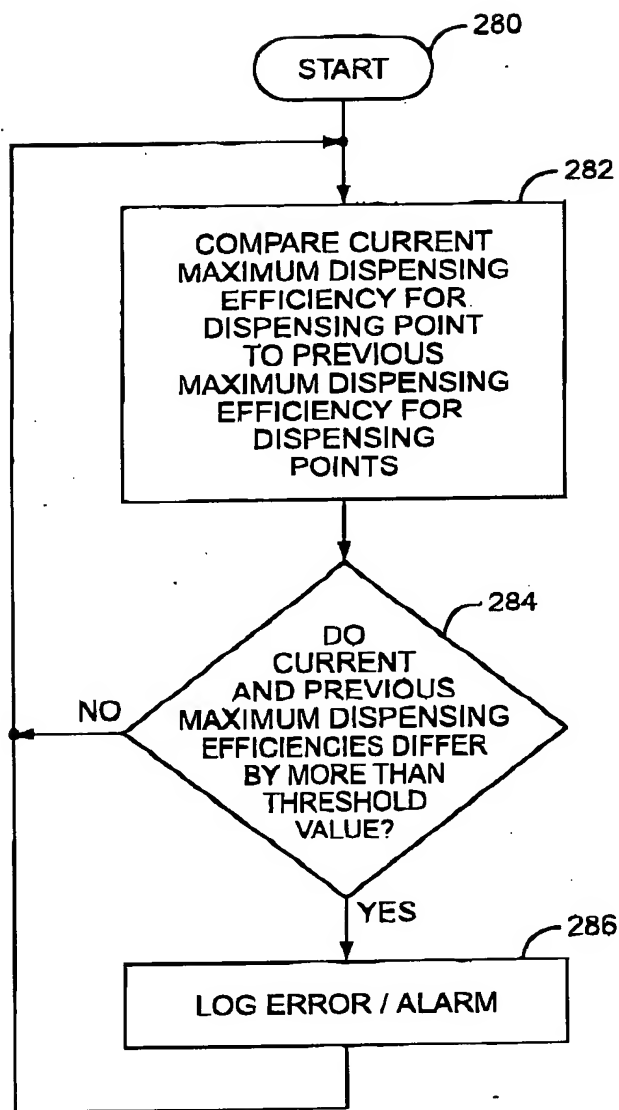 280
START
282
COMPARE CURRENT
MAXIMUM DISPENSING
EFFICIENCY FOR
DISPENSING POINT
TO PREVIOUS
MAXIMUM DISPENSING
EFFICIENCY FOR
DISPENSING
POINTS
284
DO
CURRENT
AND PREVIOUS
MAXIMUM DISPENSING
EFFICIENCIES DIFFER
BY MORE THAN
THRESHOLD
VALUE?
NO
YES
286
LOG ERROR / ALARM